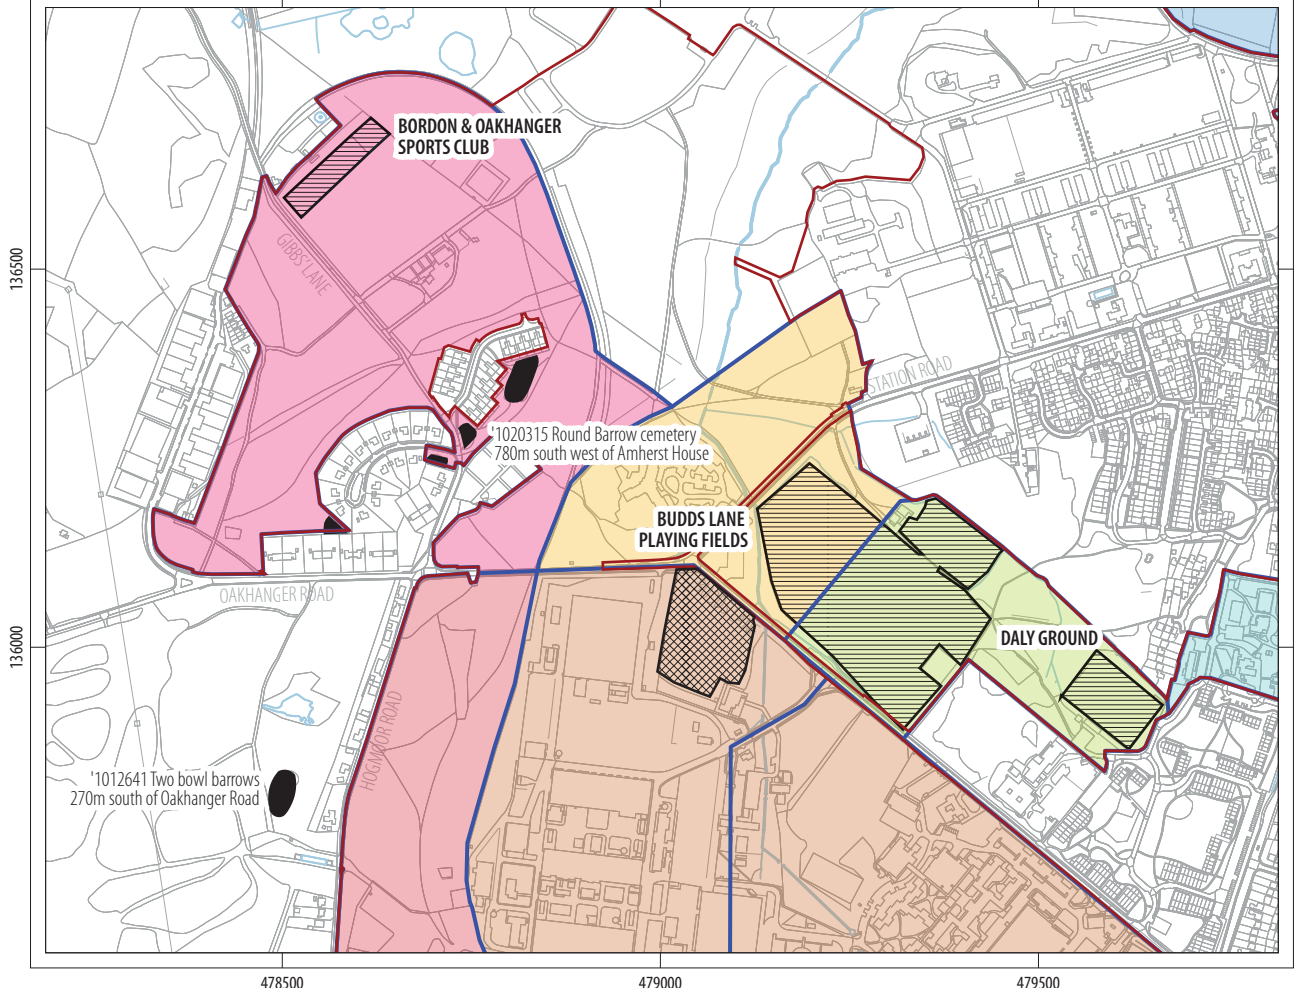 BORDON & OAKHANGER
SPORTS CLUB
GIBBS' LANE
136500
STATION ROAD
'1020315 Round Barrow cemetery
780m south west of Amherst House
BUDDS LANE
PLAYING FIELDS
OAKHANGER ROAD
136000
DALY GROUND
HOGMOOR ROAD
'1012641 Two bowl barrows
270m south of Oakhanger Road
478500
479000
479500